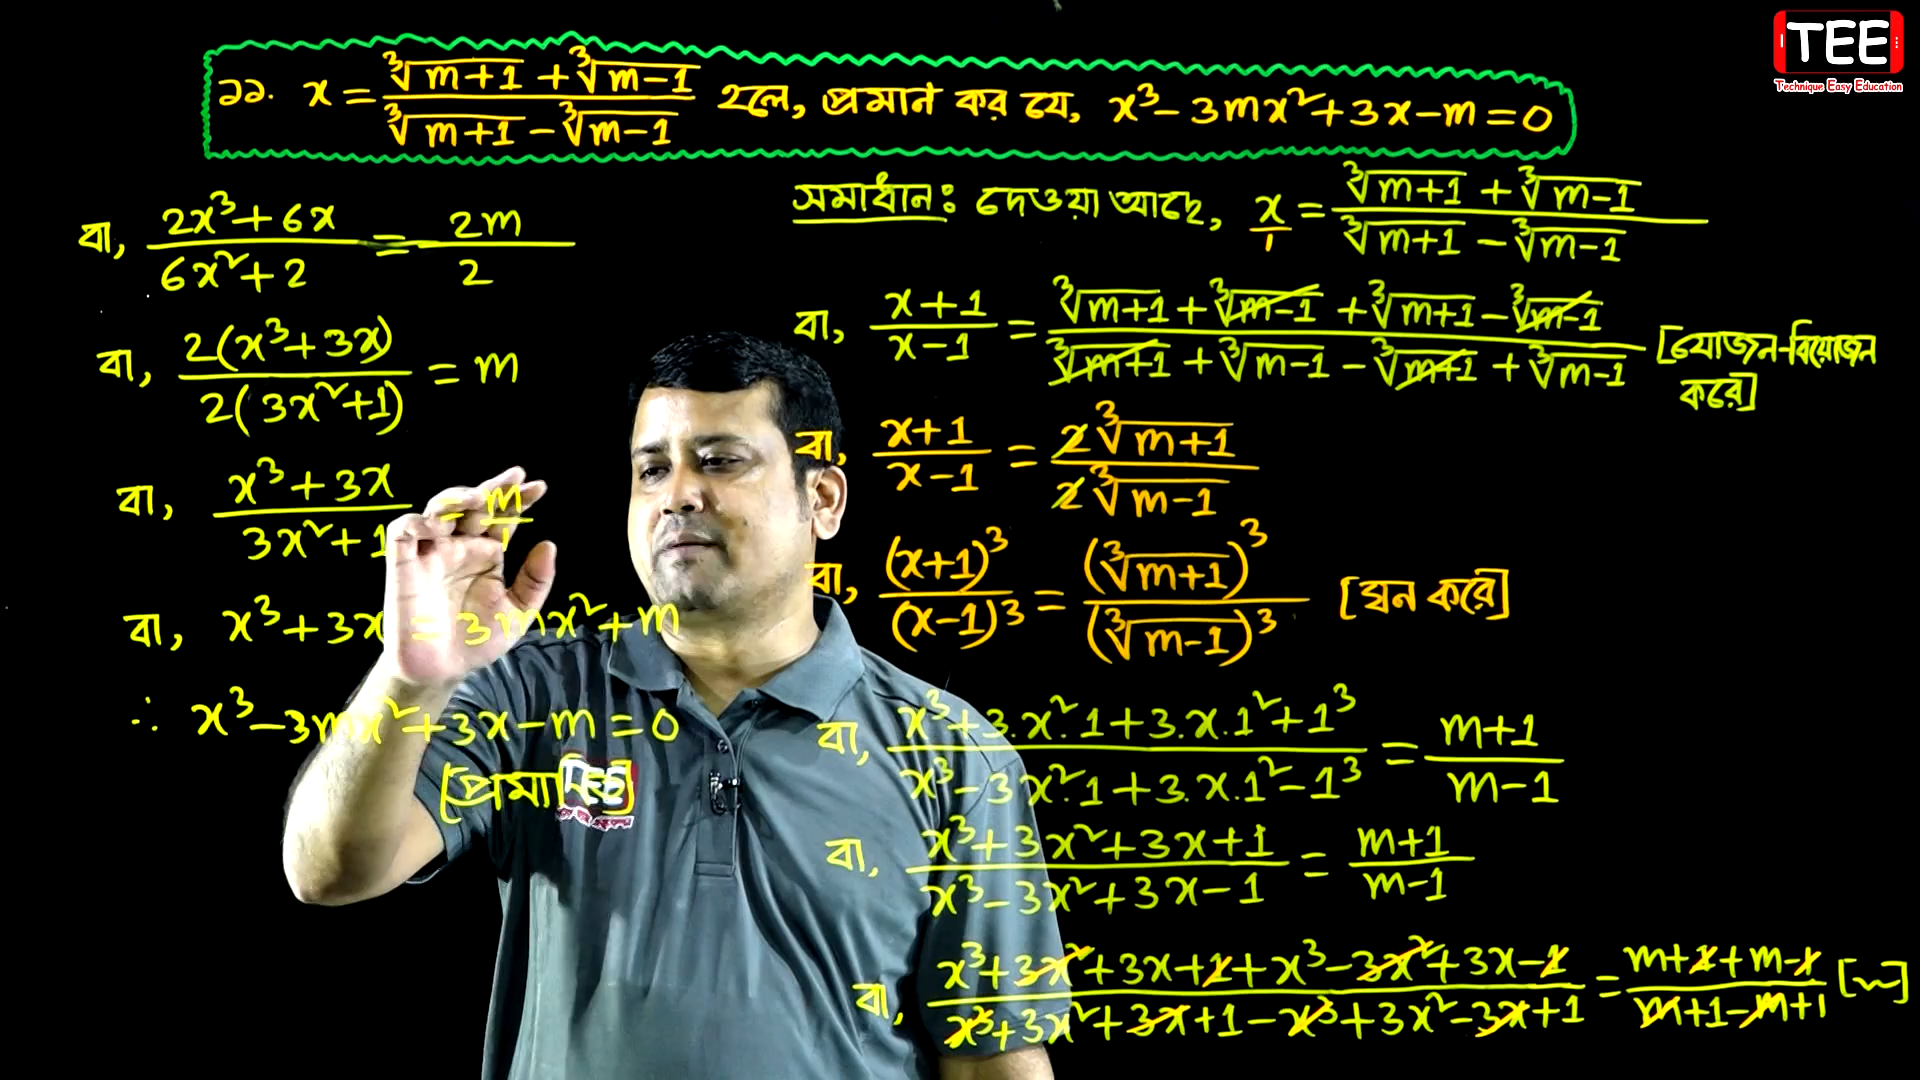 TEE
Technique Easy Education
১১. x = (∛(m+1) + ∛(m-1)) / (∛(m+1) - ∛(m-1)) হলে, প্রমান কর যে, x³ - 3mx² + 3x - m = 0
সমাধান: দেওয়া আছে, x/1 = (∛(m+1) + ∛(m-1)) / (∛(m+1) - ∛(m-1))
বা, (x+1)/(x-1) = (∛(m+1) + ∛(m-1) + ∛(m+1) - ∛(m-1)) / (∛(m+1) + ∛(m-1) - ∛(m+1) + ∛(m-1)) [যোজন-বিয়োজন
করে]
বা, (x+1)/(x-1) = 2∛(m+1) / 2∛(m-1)
বা, (x+1)³/(x-1)³ = (∛(m+1))³ / (∛(m-1))³ [ঘন করে]
বা, (x³ + 3.x².1 + 3.x.1² + 1³) / (x³ - 3x².1 + 3.x.1² - 1³) = (m+1)/(m-1)
বা, (x³ + 3x² + 3x + 1) / (x³ - 3x² + 3x - 1) = (m+1)/(m-1)
বা, (x³ + 3x² + 3x + 1 + x³ - 3x² + 3x - 1) / (x³ + 3x² + 3x + 1 - x³ + 3x² - 3x + 1) = (m+1+m-1)/(m+1-m+1)
বা, (2x³ + 6x)/(6x² + 2) = 2m/2
বা, 2(x³ + 3x)/2(3x² + 1) = m
বা, (x³ + 3x)/(3x² + 1) = m/1
বা, x³ + 3x = 3mx² + m
∴ x³ - 3mx² + 3x - m = 0
TEE